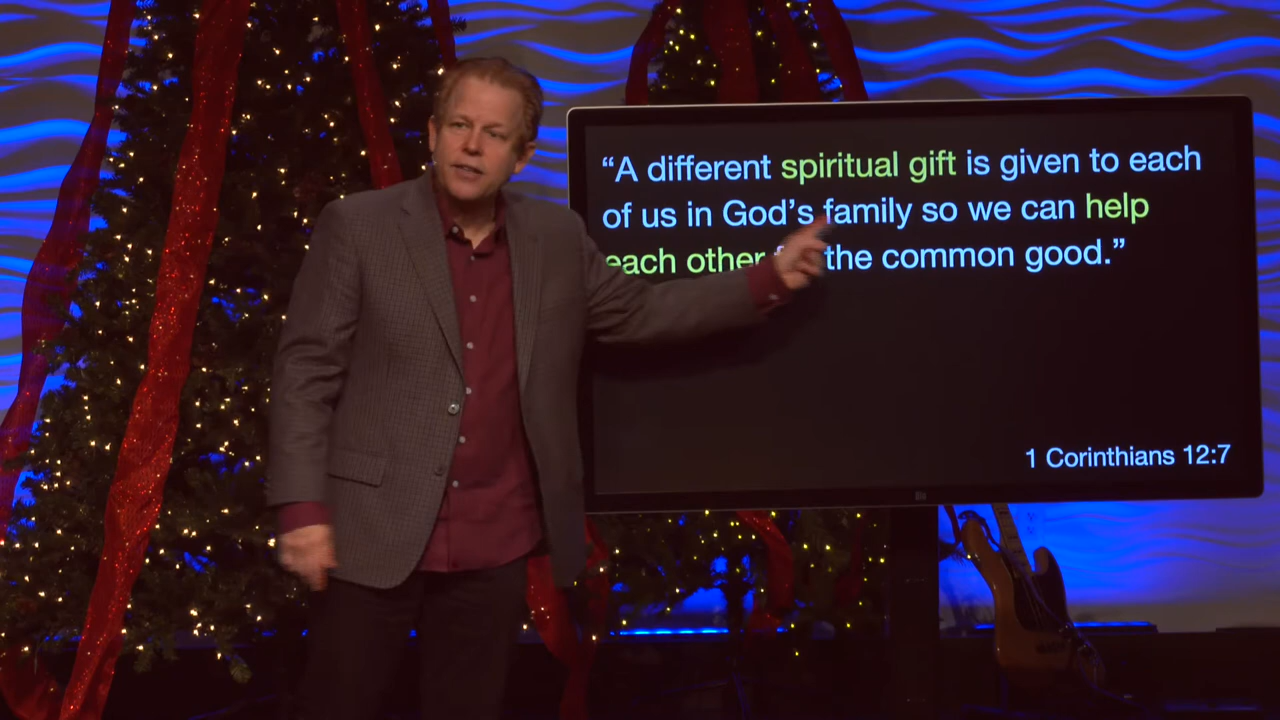 “A different spiritual gift is given to each
of us in God’s family so we can help
each other the common good.”
1 Corinthians 12:7